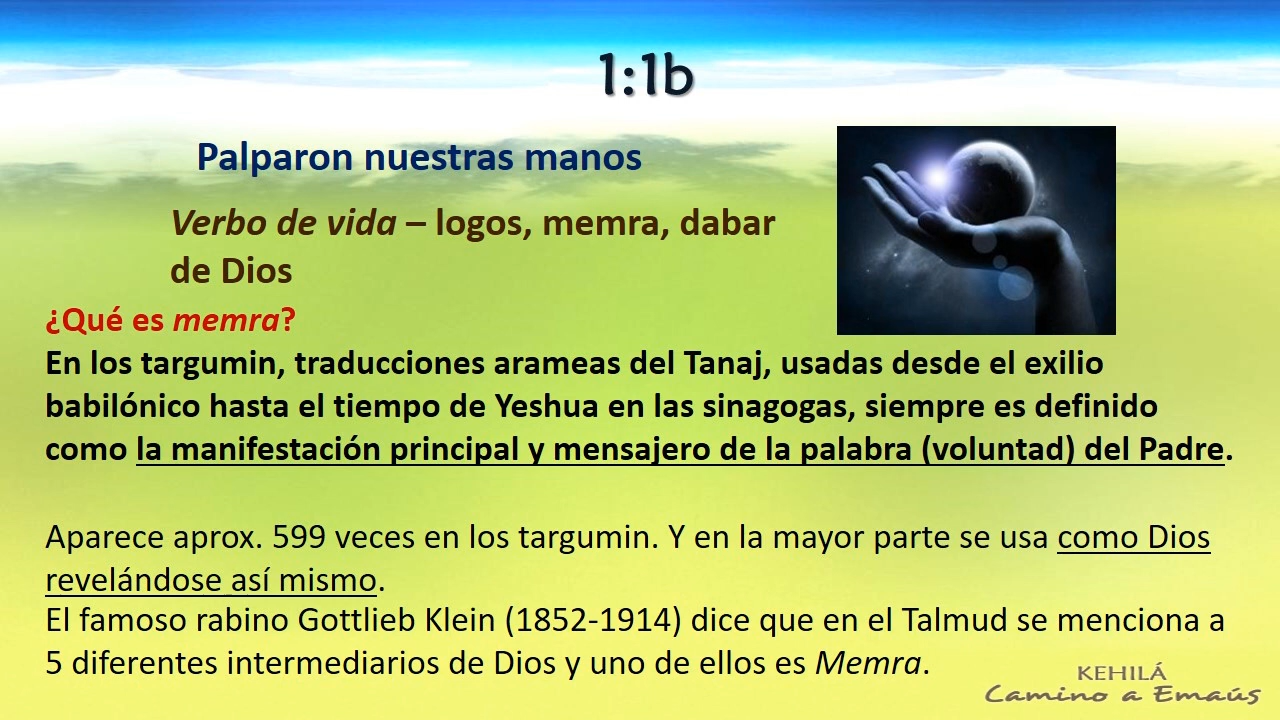 1:1b
Palparon nuestras manos
Verbo de vida – logos, memra, dabar
de Dios
¿Qué es memra?
En los targumin, traducciones arameas del Tanaj, usadas desde el exilio
babilónico hasta el tiempo de Yeshua en las sinagogas, siempre es definido
como la manifestación principal y mensajero de la palabra (voluntad) del Padre.
Aparece aprox. 599 veces en los targumin. Y en la mayor parte se usa como Dios
revelándose así mismo.
El famoso rabino Gottlieb Klein (1852-1914) dice que en el Talmud se menciona a
5 diferentes intermediarios de Dios y uno de ellos es Memra.
KEHILÁ
Camino a Emaús